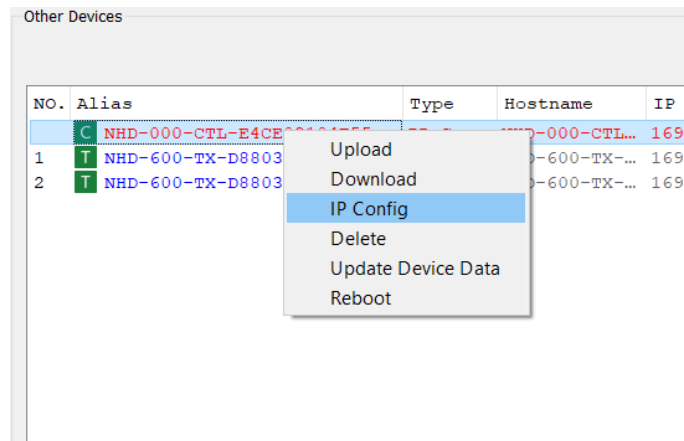 Other Devices
NO. Alias Type Hostname IP
C NHD-000-CTL-E4CE NHD-000-CTL… 169
1 T NHD-600-TX-D8803 NHD-600-TX-… 169
2 T NHD-600-TX-D8803 NHD-600-TX-… 169
Upload
Download
IP Config
Delete
Update Device Data
Reboot